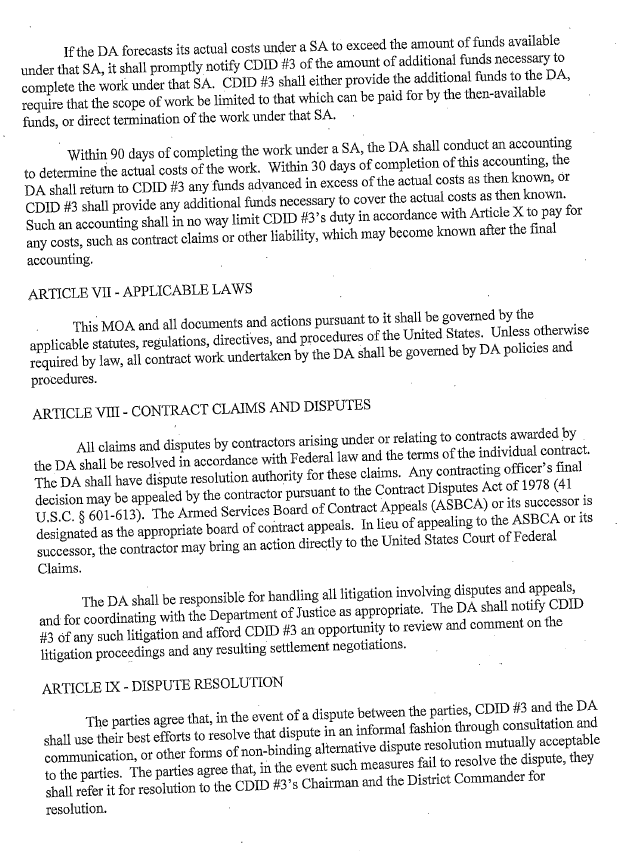 If the DA forecasts its actual costs under a SA to exceed the amount of funds available
under that SA, it shall promptly notify CDID #3 of the amount of additional funds necessary to
complete the work under that SA. CDID #3 shall either provide the additional funds to the DA,
require that the scope of work be limited to that which can be paid for by the then-available
funds, or direct termination of the work under that SA.
Within 90 days of completing the work under a SA, the DA shall conduct an accounting
to determine the actual costs of the work. Within 30 days of completion of this accounting, the
DA shall return to CDID #3 any funds advanced in excess of the actual costs as then known, or
CDID #3 shall provide any additional funds necessary to cover the actual costs as then known.
Such an accounting shall in no way limit CDID #3's duty in accordance with Article X to pay for
any costs, such as contract claims or other liability, which may become known after the final
accounting.
ARTICLE VII - APPLICABLE LAWS
This MOA and all documents and actions pursuant to it shall be governed by the
applicable statutes, regulations, directives, and procedures of the United States. Unless otherwise
required by law, all contract work undertaken by the DA shall be governed by DA policies and
procedures.
ARTICLE VIII - CONTRACT CLAIMS AND DISPUTES
All claims and disputes by contractors arising under or relating to contracts awarded by
the DA shall be resolved in accordance with Federal law and the terms of the individual contract.
The DA shall have dispute resolution authority for these claims. Any contracting officer's final
decision may be appealed by the contractor pursuant to the Contract Disputes Act of 1978 (41
U.S.C. § 601-613). The Armed Services Board of Contract Appeals (ASBCA) or its successor is
designated as the appropriate board of contract appeals. In lieu of appealing to the ASBCA or its
successor, the contractor may bring an action directly to the United States Court of Federal
Claims.
The DA shall be responsible for handling all litigation involving disputes and appeals,
and for coordinating with the Department of Justice as appropriate. The DA shall notify CDID
#3 of any such litigation and afford CDID #3 an opportunity to review and comment on the
litigation proceedings and any resulting settlement negotiations.
ARTICLE IX - DISPUTE RESOLUTION
The parties agree that, in the event of a dispute between the parties, CDID #3 and the DA
shall use their best efforts to resolve that dispute in an informal fashion through consultation and
communication, or other forms of non-binding alternative dispute resolution mutually acceptable
to the parties. The parties agree that, in the event such measures fail to resolve the dispute, they
shall refer it for resolution to the CDID #3's Chairman and the District Commander for
resolution.